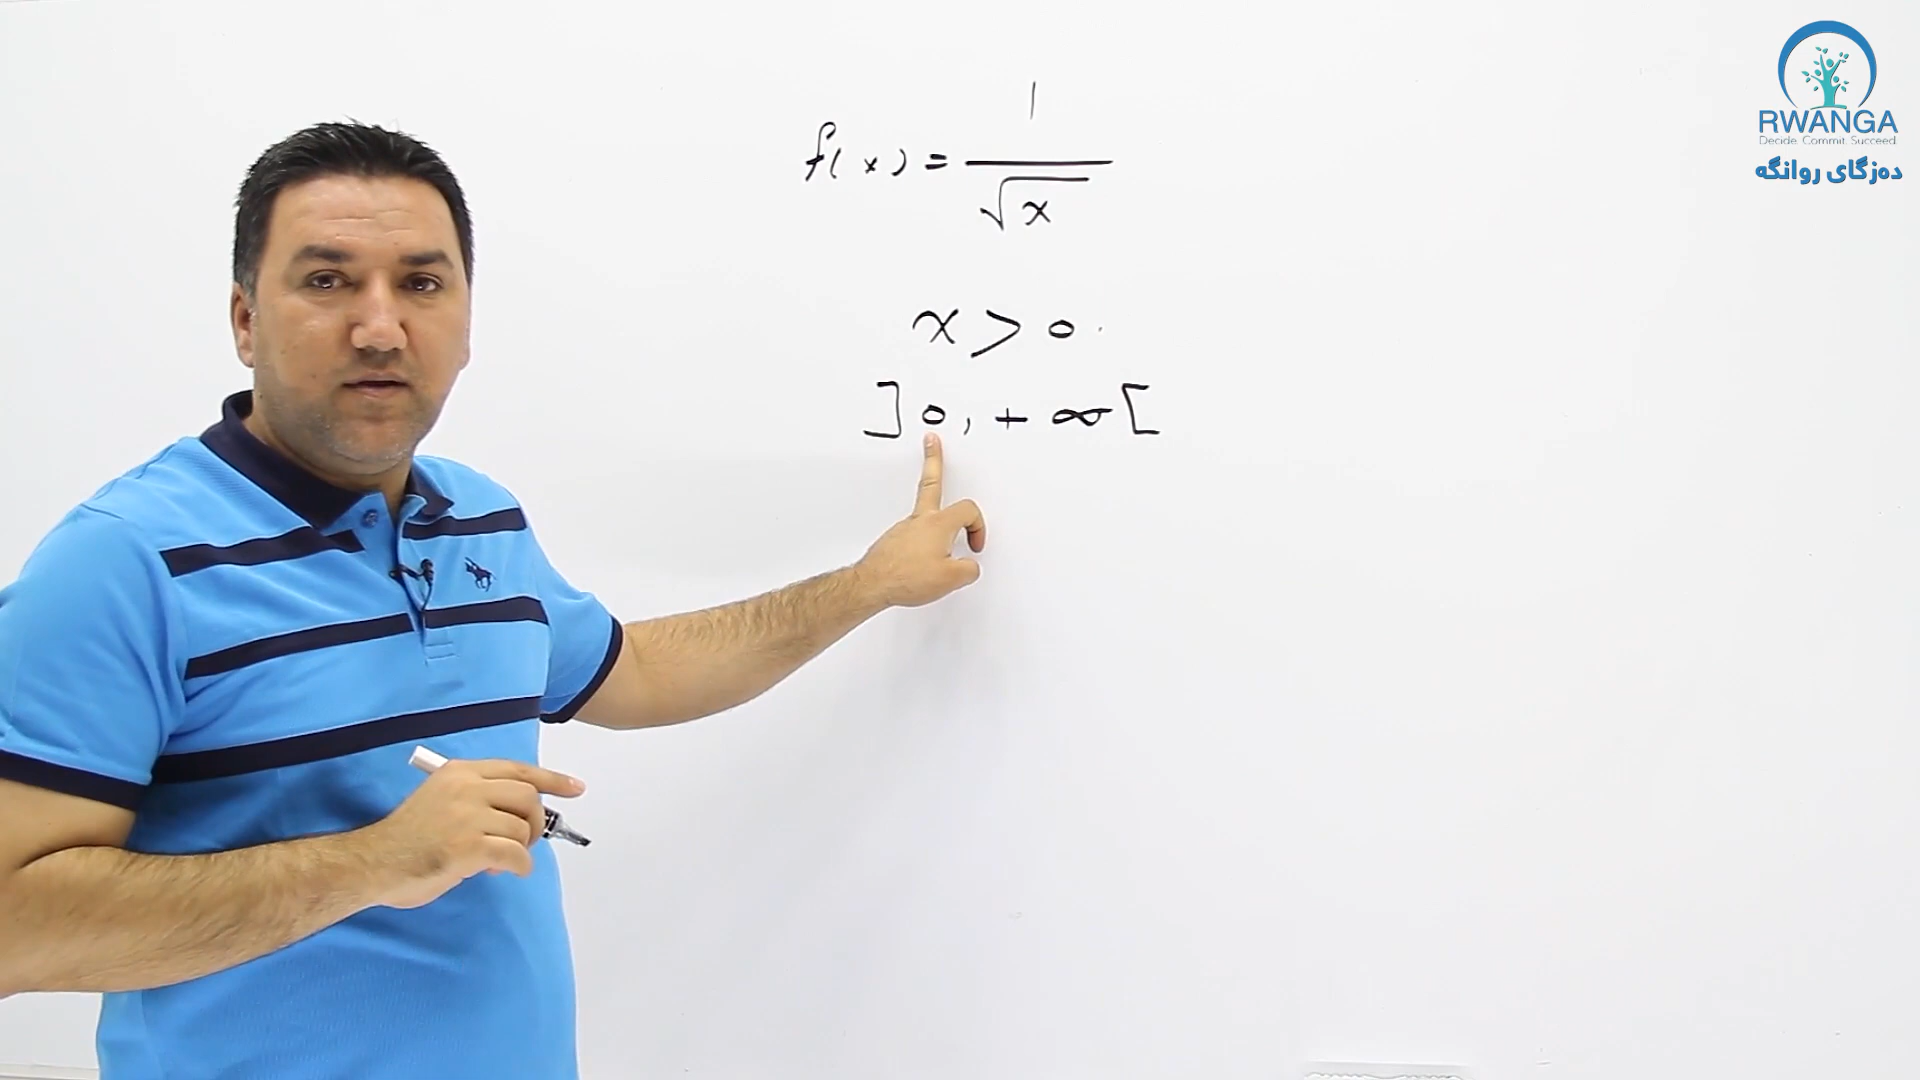 f(x) = 1/√x
x > 0
]0, +∞[
RWANGA
Decide Commit Succeed
دەزگای روانگە